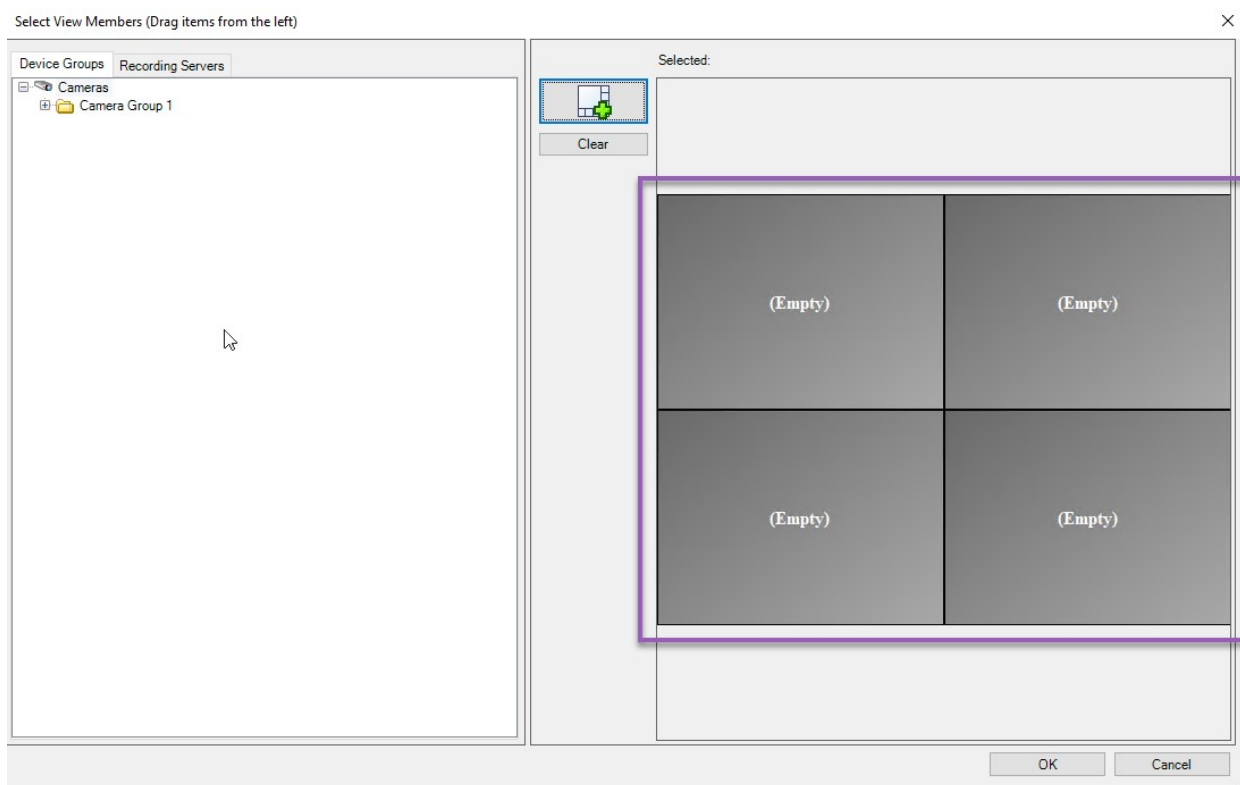 Select View Members (Drag items from the left)
Device Groups
Recording Servers
Cameras
Camera Group 1
Clear
Selected:
(Empty)
(Empty)
(Empty)
(Empty)
OK
Cancel